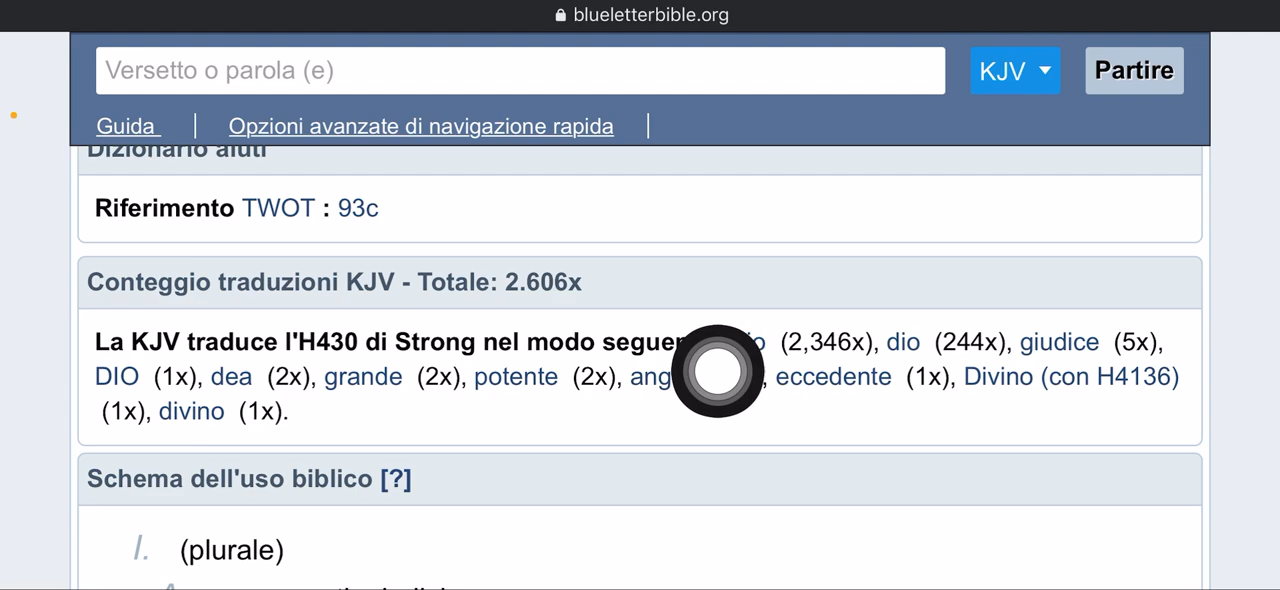 blueletterbible.org
Versetto o parola (e)
KJV
Partire
Guida
Opzioni avanzate di navigazione rapida
Dizionario aiuti
Riferimento TWOT : 93c
Conteggio traduzioni KJV - Totale: 2.606x
La KJV traduce l'H430 di Strong nel modo (2,346x), dio (244x), giudice (5x),
DIO (1x), dea (2x), grande (2x), potente (2x), eccedente (1x), Divino (con H4136)
(1x), divino (1x).
Schema dell'uso biblico [?]
I. (plurale)